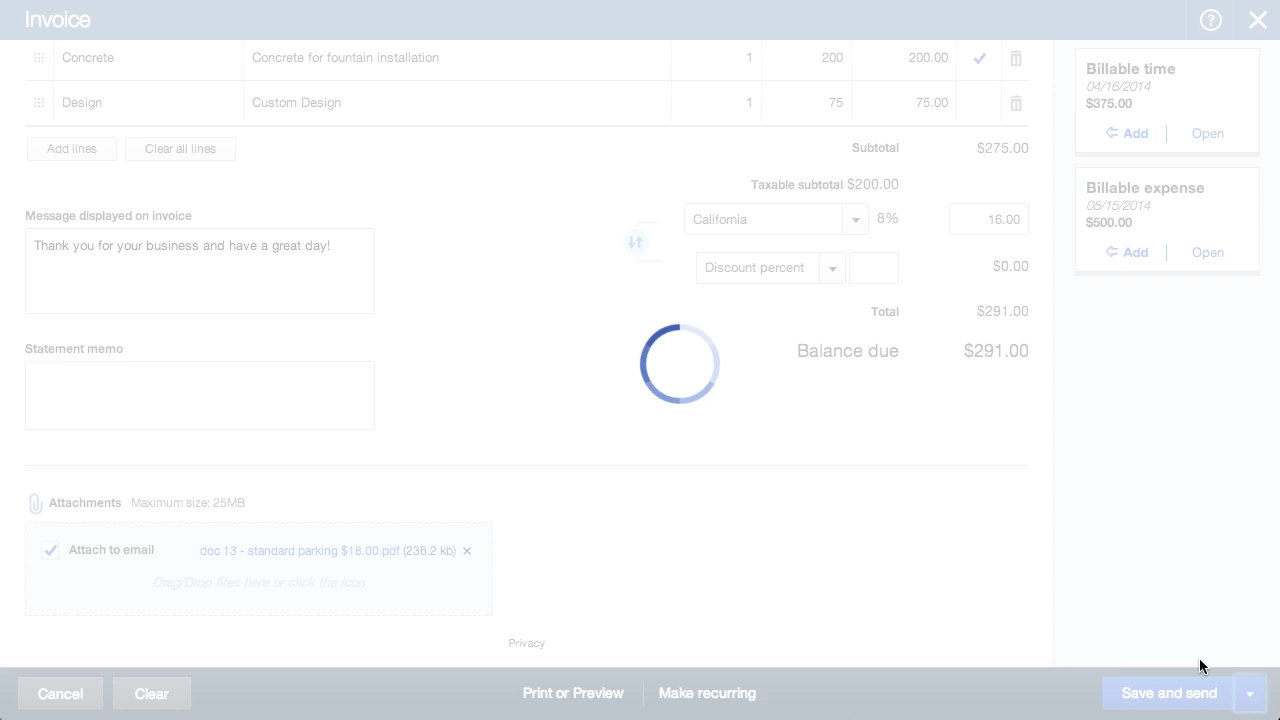 Invoice
Concrete Concrete for fountain installation 1 200 200.00
Design Custom Design 1 75 75.00
Add lines Clear all lines Subtotal $275.00
Taxable subtotal $200.00
Message displayed on invoice
Thank you for your business and have a great day!
California 8% 16.00
Discount percent $0.00
Total $291.00
Statement memo
Balance due $291.00
Attachments Maximum size: 25MB
Attach to email doc 13 - standard parking $18.00.pdf (236.2 kb) ×
Drag/Drop files here or click the icon
Privacy
Billable time
04/16/2014
$375.00
Add Open
Billable expense
05/15/2014
$500.00
Add Open
Cancel Clear Print or Preview Make recurring Save and send